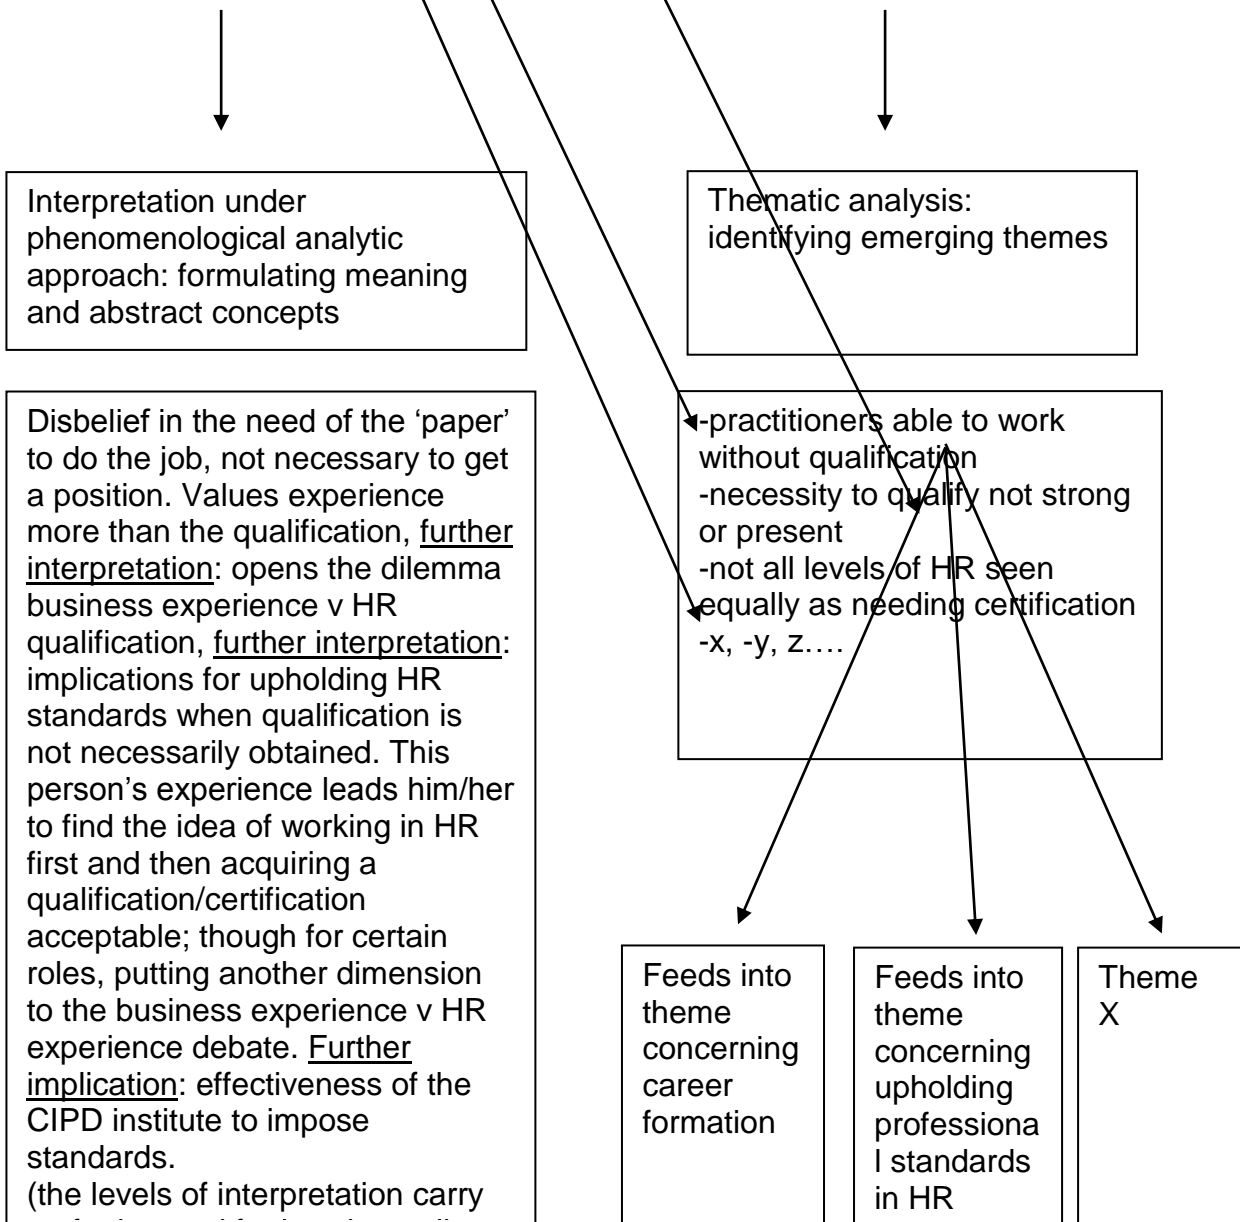 Interpretation under
phenomenological analytic
approach: formulating meaning
and abstract concepts
Thematic analysis:
identifying emerging themes
Disbelief in the need of the ‘paper’
to do the job, not necessary to get
a position. Values experience
more than the qualification, further
interpretation: opens the dilemma
business experience v HR
qualification, further interpretation:
implications for upholding HR
standards when qualification is
not necessarily obtained. This
person’s experience leads him/her
to find the idea of working in HR
first and then acquiring a
qualification/certification
acceptable; though for certain
roles, putting another dimension
to the business experience v HR
experience debate. Further
implication: effectiveness of the
CIPD institute to impose
standards.
(the levels of interpretation carry
-practitioners able to work
without qualification
-necessity to qualify not strong
or present
-not all levels of HR seen
equally as needing certification
-x, -y, z….
Feeds into
theme
concerning
career
formation
Feeds into
theme
concerning
upholding
professiona
l standards
in HR
Theme
X